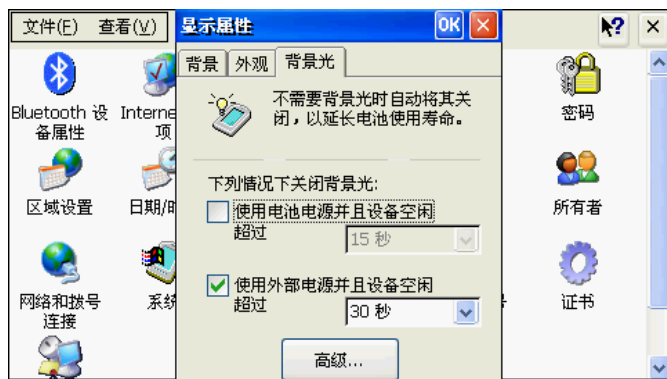 文件(F) 查看(V)
显示属性 OK
?
背景 外观 背景光
不需要背景光时自动将其关
闭，以延长电池使用寿命。
下列情况下关闭背景光:
使用电池电源并且设备空闲
超过
15 秒
使用外部电源并且设备空闲
超过
30 秒
高级...
Bluetooth 设
备属性
Interne
项
密码
区域设置
日期/时
所有者
网络和拨号
连接
系统
证书